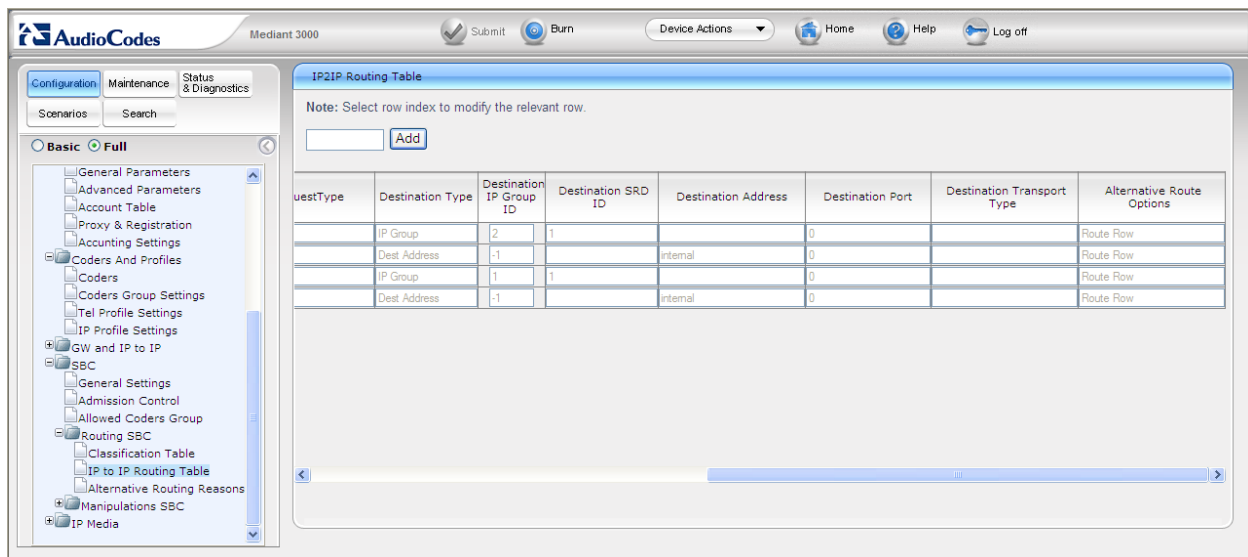 AudioCodes
Mediant 3000
Submit
Burn
Device Actions
Home
Help
Log off
Configuration
Maintenance
Status
& Diagnostics
Scenarios
Search
Basic
Full
General Parameters
Advanced Parameters
Account Table
Proxy & Registration
Accunting Settings
Coders And Profiles
Coders
Coders Group Settings
Tel Profile Settings
IP Profile Settings
GW and IP to IP
SBC
General Settings
Admission Control
Allowed Coders Group
Routing SBC
Classification Table
IP to IP Routing Table
Alternative Routing Reasons
Manipulations SBC
IP Media
IP2IP Routing Table
Note: Select row index to modify the relevant row.
Add
uestType Destination Type Destination IP Group ID Destination SRD ID Destination Address Destination Port Destination Transport Type Alternative Route Options
IP Group 2 1 0 Route Row
Dest Address -1 internal 0 Route Row
IP Group 1 1 0 Route Row
Dest Address -1 internal 0 Route Row